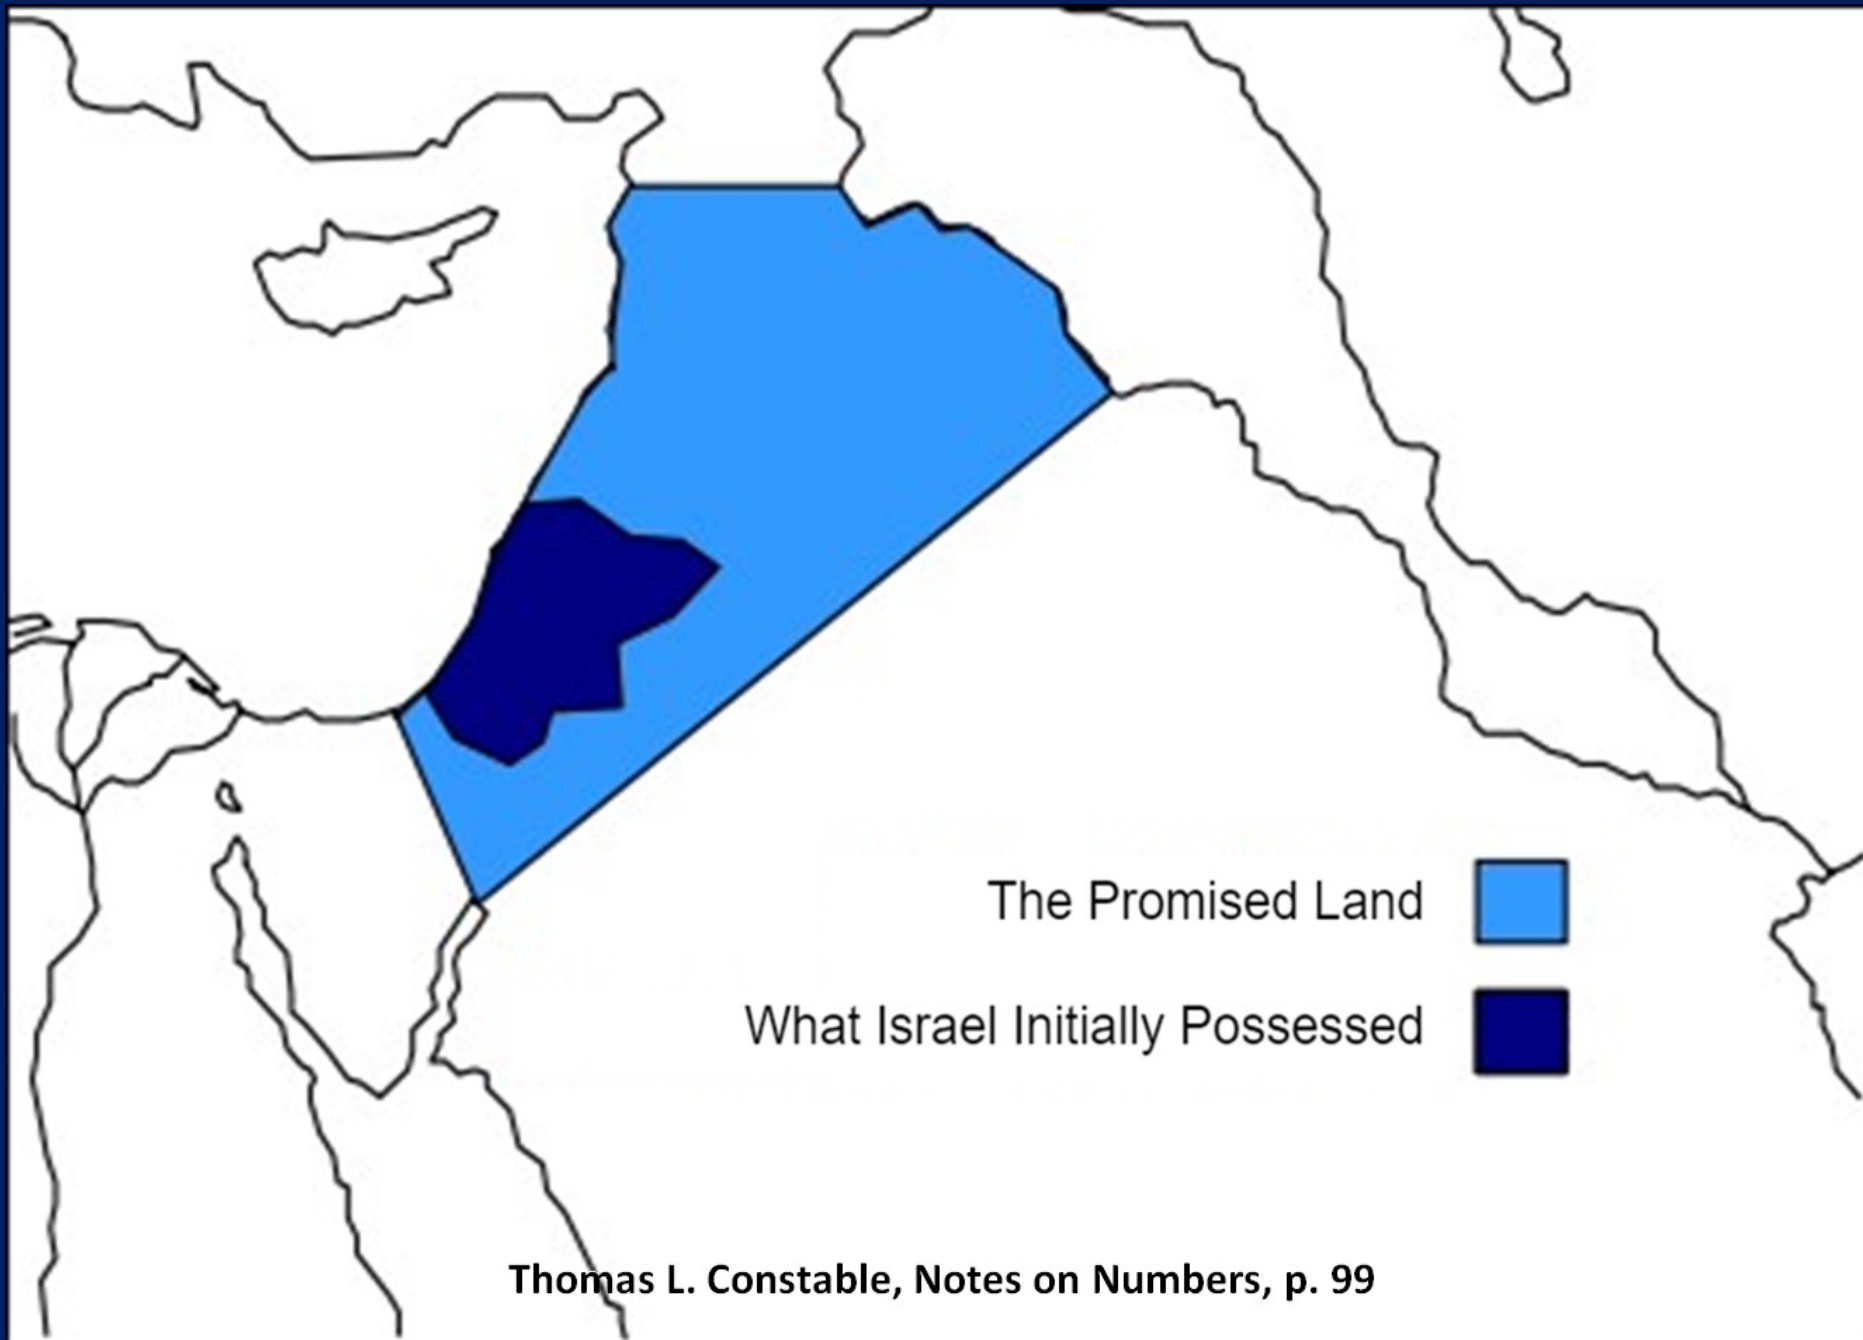 The Promised Land
What Israel Initially Possessed
Thomas L. Constable, Notes on Numbers, p. 99